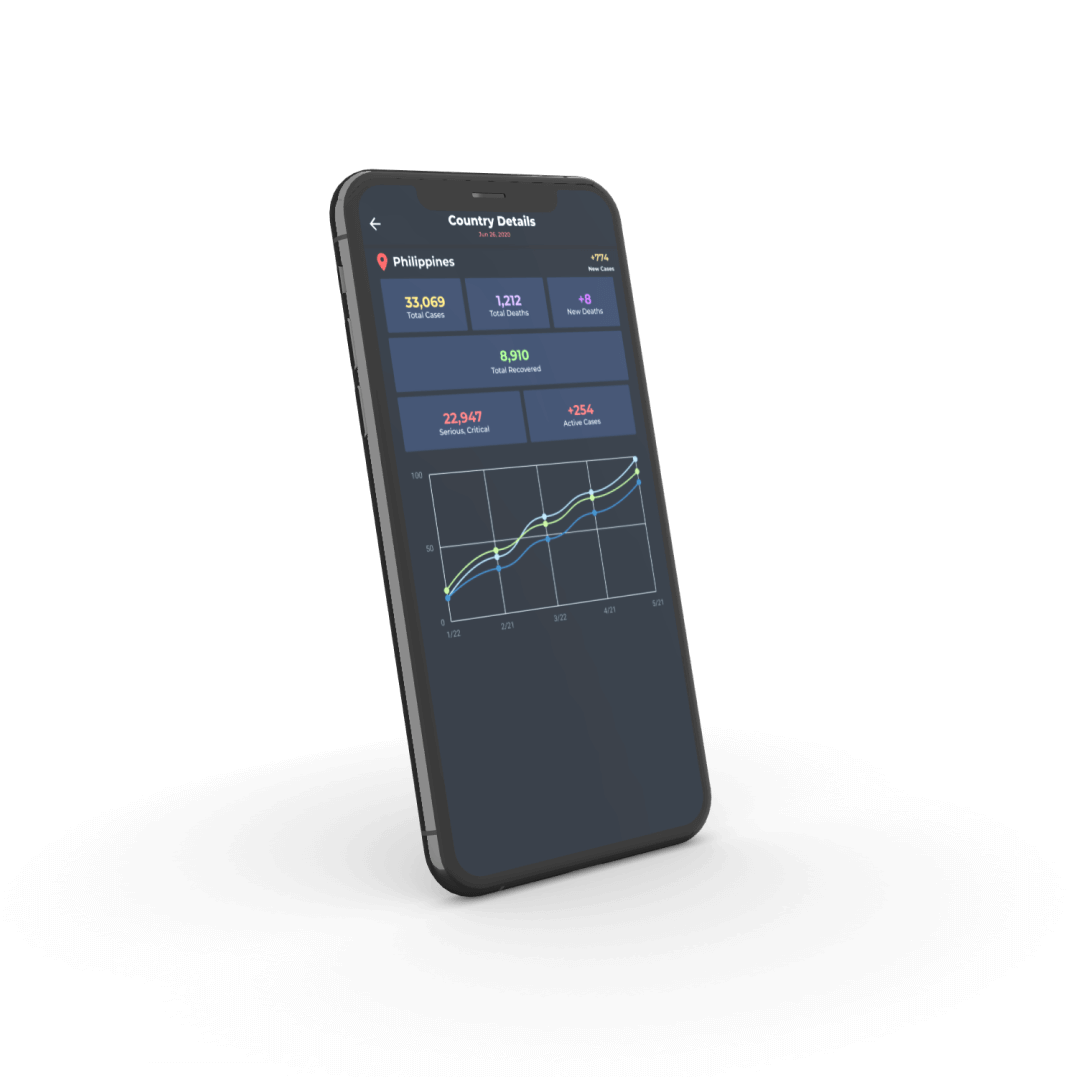 Country Details
Jun 26, 2020
Philippines
+774
New Cases
33,069
Total Cases
1,212
Total Deaths
+8
New Deaths
8,910
Total Recovered
22,947
Serious, Critical
+254
Active Cases
100
50
0
1/22
2/21
3/22
4/21
5/21